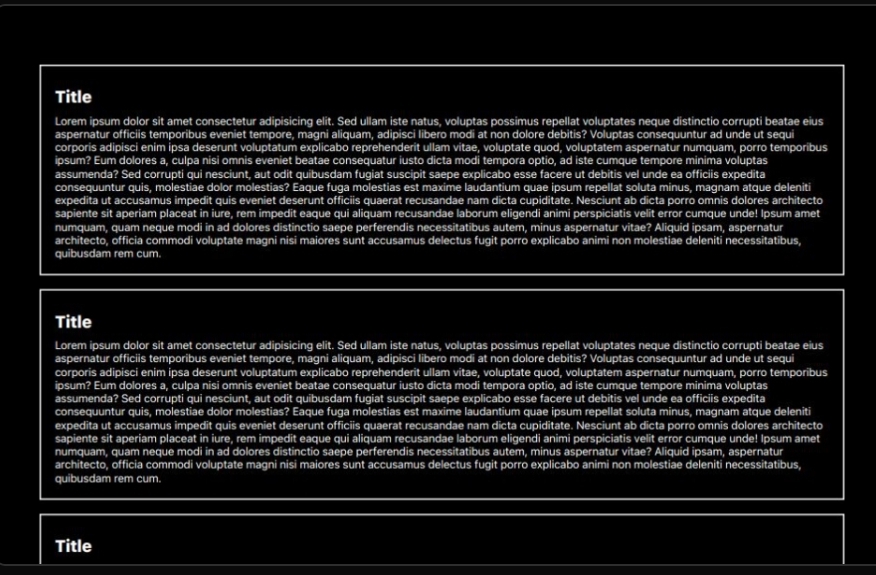 Title
Lorem ipsum dolor sit amet consectetur adipisicing elit. Sed ullam iste natus, voluptas possimus repellat voluptates neque distinctio corrupti beatae eius
aspernatur officiis temporibus eveniet tempore, magni aliquam, adipisci libero modi at non dolore debitis? Voluptas consequuntur ad unde ut sequi
corporis adipisci enim ipsa deserunt voluptatum explicabo reprehenderit ullam vitae, voluptate quod, voluptatem aspernatur numquam, porro temporibus
ipsum? Eum dolores a, culpa nisi omnis eveniet beatae consequatur iusto dicta modi tempora optio, ad iste cumque tempore minima voluptas
assumenda? Sed corrupti qui nesciunt, aut odit quibusdam fugiat suscipit saepe explicabo esse facere ut debitis vel unde ea officiis expedita
consequuntur quis, molestiae dolor molestias? Eaque fuga molestias est maxime laudantium quae ipsum repellat soluta minus, magnam atque deleniti
expedita ut accusamus impedit quis eveniet deserunt officiis quaerat recusandae nam dicta cupiditate. Nesciunt ab dicta porro omnis dolores architecto
sapiente sit aperiam placeat in iure, rem impedit eaque qui aliquam recusandae laborum eligendi animi perspiciatis velit error cumque unde! Ipsum amet
numquam, quam neque modi in ad dolores distinctio saepe perferendis necessitatibus autem, minus aspernatur vitae? Aliquid ipsam, aspernatur
architecto, officia commodi voluptate magni nisi maiores sunt accusamus delectus fugit porro explicabo animi non molestiae deleniti necessitatibus,
quibusdam rem cum.
Title
Lorem ipsum dolor sit amet consectetur adipisicing elit. Sed ullam iste natus, voluptas possimus repellat voluptates neque distinctio corrupti beatae eius
aspernatur officiis temporibus eveniet tempore, magni aliquam, adipisci libero modi at non dolore debitis? Voluptas consequuntur ad unde ut sequi
corporis adipisci enim ipsa deserunt voluptatum explicabo reprehenderit ullam vitae, voluptate quod, voluptatem aspernatur numquam, porro temporibus
ipsum? Eum dolores a, culpa nisi omnis eveniet beatae consequatur iusto dicta modi tempora optio, ad iste cumque tempore minima voluptas
assumenda? Sed corrupti qui nesciunt, aut odit quibusdam fugiat suscipit saepe explicabo esse facere ut debitis vel unde ea officiis expedita
consequuntur quis, molestiae dolor molestias? Eaque fuga molestias est maxime laudantium quae ipsum repellat soluta minus, magnam atque deleniti
expedita ut accusamus impedit quis eveniet deserunt officiis quaerat recusandae nam dicta cupiditate. Nesciunt ab dicta porro omnis dolores architecto
sapiente sit aperiam placeat in iure, rem impedit eaque qui aliquam recusandae laborum eligendi animi perspiciatis velit error cumque unde! Ipsum amet
numquam, quam neque modi in ad dolores distinctio saepe perferendis necessitatibus autem, minus aspernatur vitae? Aliquid ipsam, aspernatur
architecto, officia commodi voluptate magni nisi maiores sunt accusamus delectus fugit porro explicabo animi non molestiae deleniti necessitatibus,
quibusdam rem cum.
Title